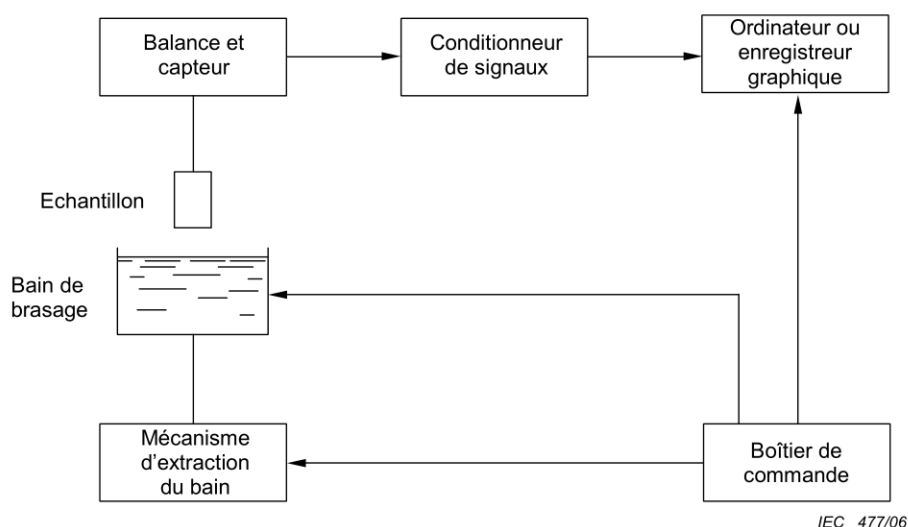 Balance et
capteur
Conditionneur
de signaux
Ordinateur ou
enregistreur
graphique
Echantillon
Bain de
brasage
Mécanisme
d'extraction
du bain
Boîtier de
commande
IEC 477/06